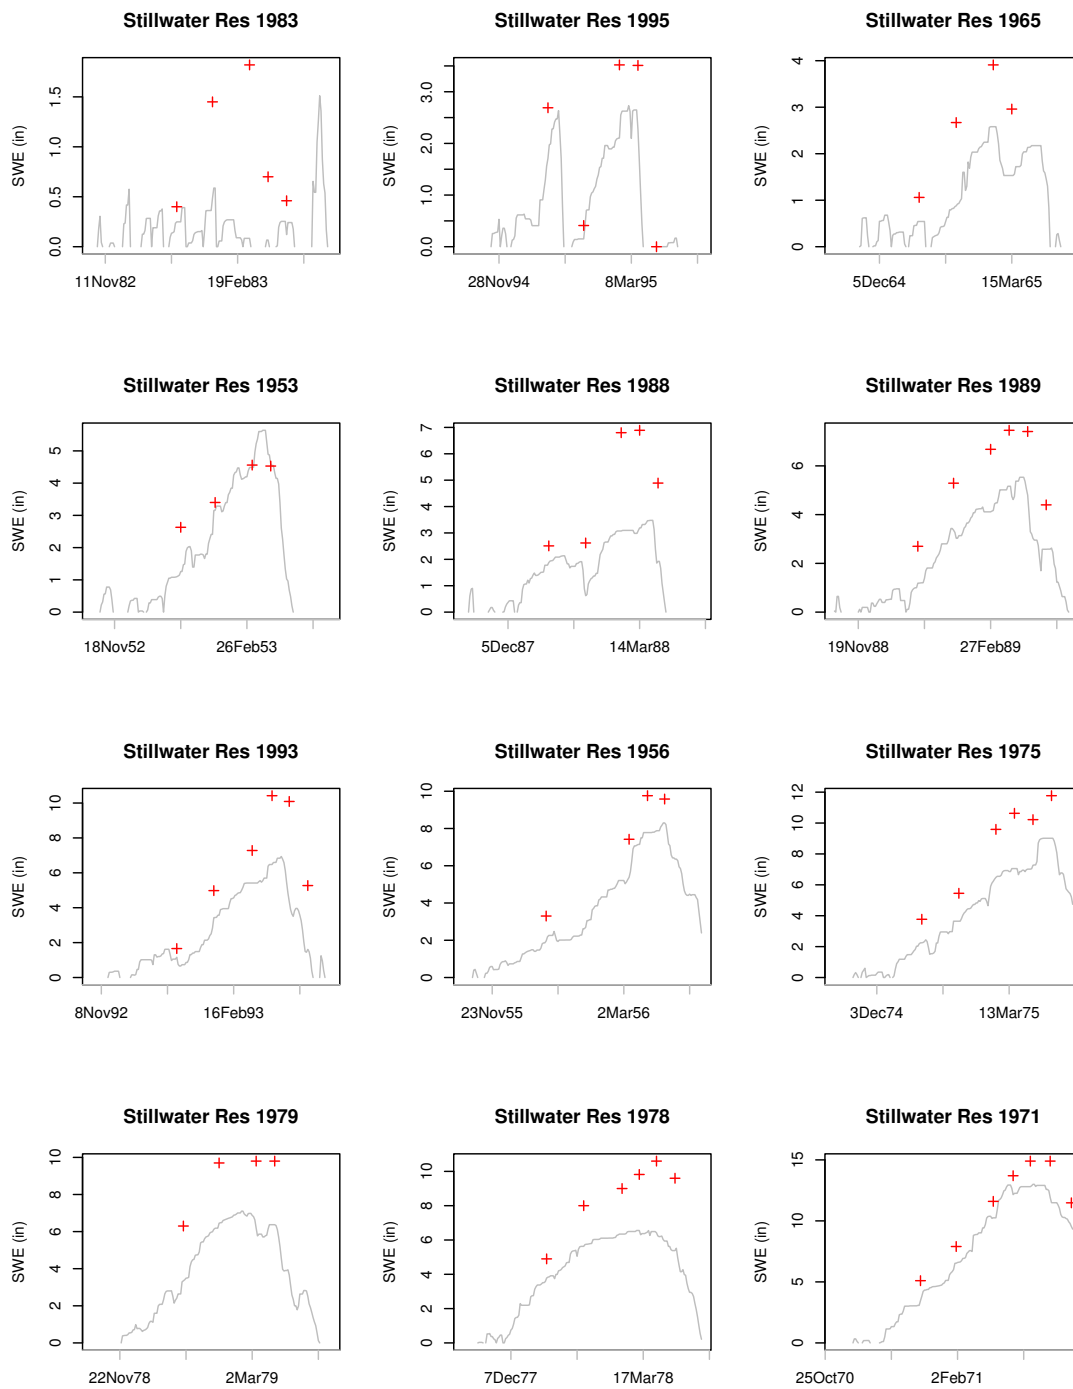 Stillwater Res 1983
SWE (in)
0.0 0.5 1.0 1.5
11Nov82 19Feb83
Stillwater Res 1995
SWE (in)
0.0 1.0 2.0 3.0
28Nov94 8Mar95
Stillwater Res 1965
SWE (in)
0 1 2 3 4
5Dec64 15Mar65
Stillwater Res 1953
SWE (in)
0 1 2 3 4 5
18Nov52 26Feb53
Stillwater Res 1988
SWE (in)
0 1 2 3 4 5 6 7
5Dec87 14Mar88
Stillwater Res 1989
SWE (in)
0 2 4 6
19Nov88 27Feb89
Stillwater Res 1993
SWE (in)
0 2 4 6 8 10
8Nov92 16Feb93
Stillwater Res 1956
SWE (in)
0 2 4 6 8 10
23Nov55 2Mar56
Stillwater Res 1975
SWE (in)
0 2 4 6 8 10 12
3Dec74 13Mar75
Stillwater Res 1979
SWE (in)
0 2 4 6 8 10
22Nov78 2Mar79
Stillwater Res 1978
SWE (in)
0 2 4 6 8 10
7Dec77 17Mar78
Stillwater Res 1971
SWE (in)
0 5 10 15
25Oct70 2Feb71